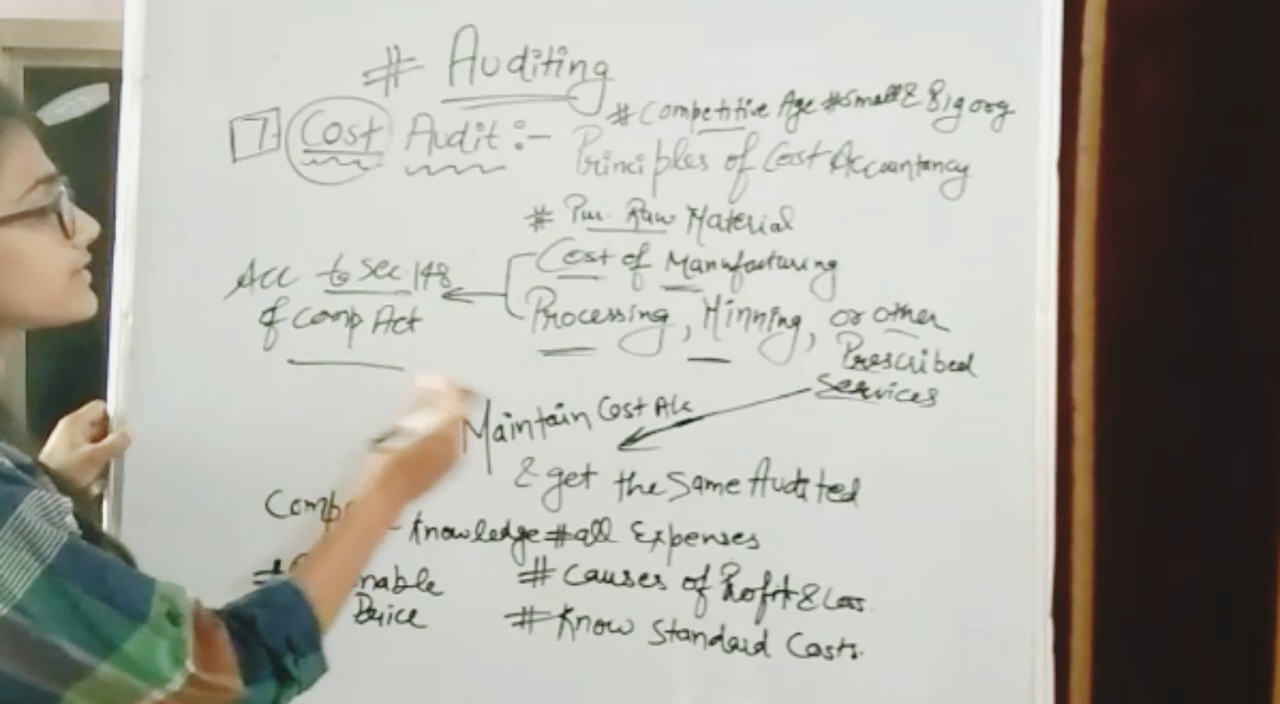 # Auditing
# Competitive Age # Small & Big org
7 Cost Audit :- Principles of Cost Accountancy
# Pur. Raw Material
Cost of Manufacturing
Acc to Sec 148
of comp Act
Processing, Minning, or other
Prescribed
Services
Maintain Cost A/c
& get the Same Audited
Knowledge # all Expenses
# Causes of Profit & Loss.
Price
# Know Standard Costs.